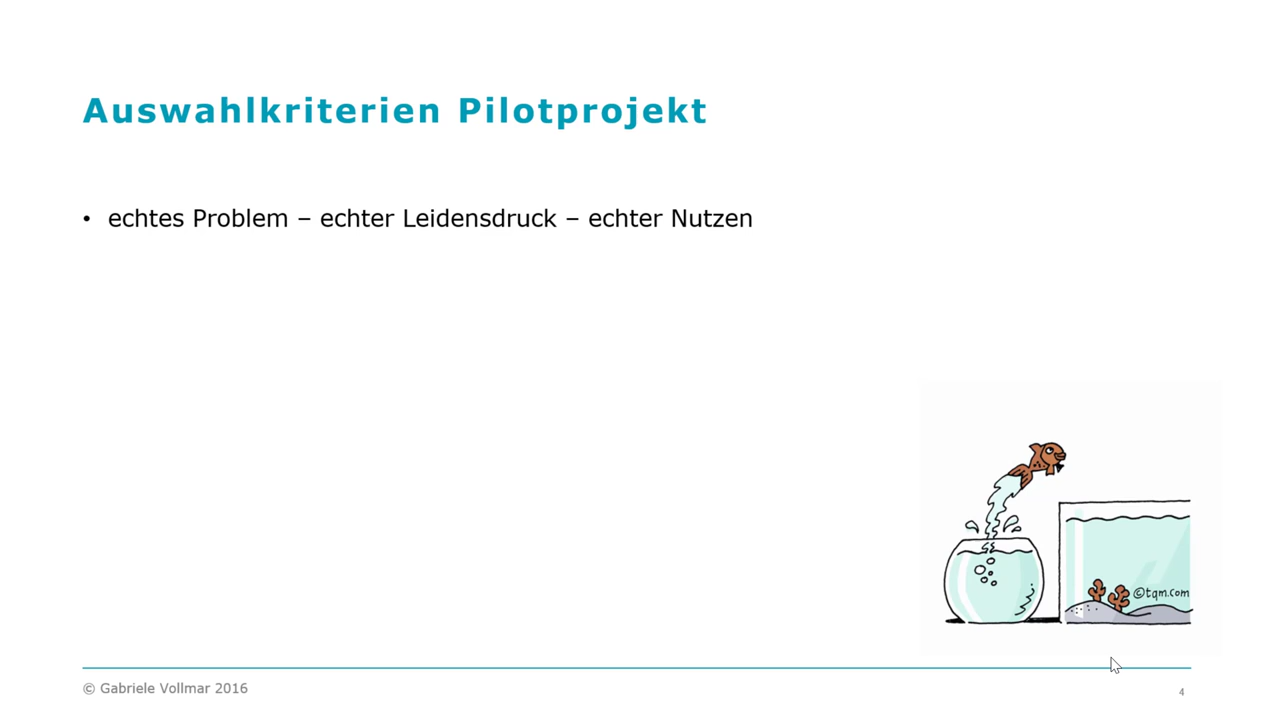 Auswahlkriterien Pilotprojekt
• echtes Problem – echter Leidensdruck – echter Nutzen
©tqm.com
© Gabriele Vollmar 2016
4